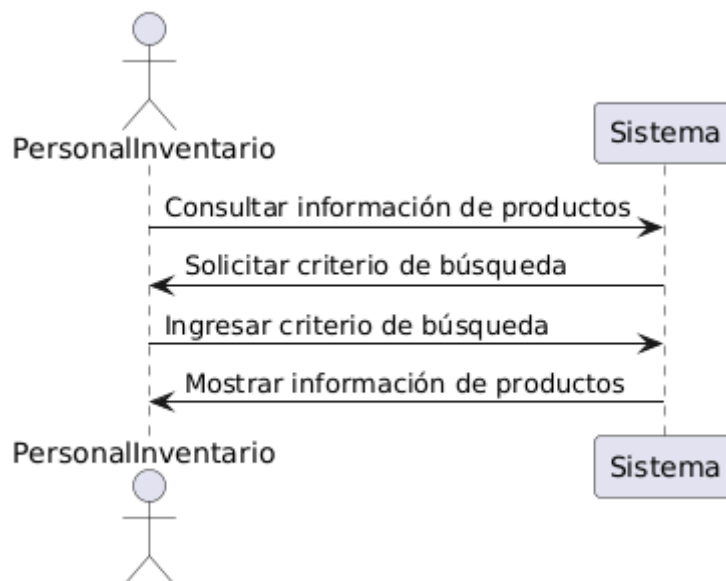 PersonalInventario
Sistema
Consultar información de productos
Solicitar criterio de búsqueda
Ingresar criterio de búsqueda
Mostrar información de productos
PersonalInventario
Sistema